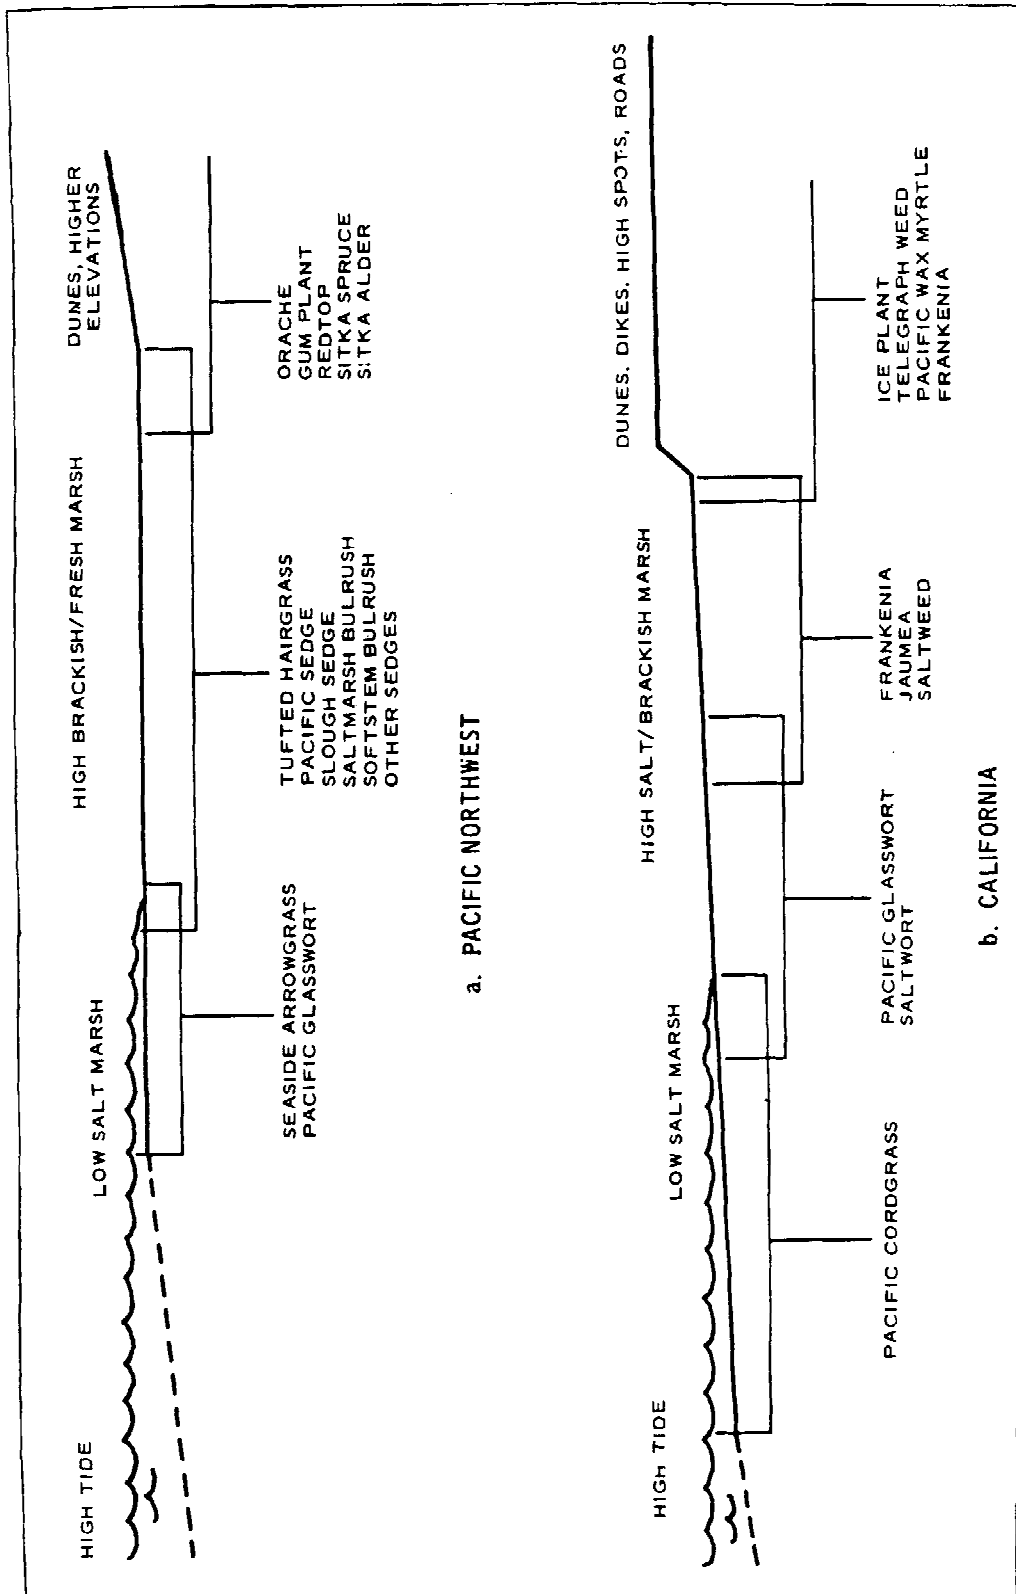 HIGH TIDE
LOW SALT MARSH
HIGH BRACKISH/FRESH MARSH
DUNES, HIGHER
ELEVATIONS
SEASIDE ARROWGRASS
PACIFIC GLASSWORT
TUFTED HAIRGRASS
PACIFIC SEDGE
SLOUGH SEDGE
SALTMARSH BULRUSH
SOFTSTEM BULRUSH
OTHER SEDGES
ORACHE
GUM PLANT
REDTOP
SITKA SPRUCE
SITKA ALDER
a. PACIFIC NORTHWEST
HIGH TIDE
LOW SALT MARSH
HIGH SALT/BRACKISH MARSH
DUNES. DIKES. HIGH SPOTS, ROADS
PACIFIC CORDGRASS
PACIFIC GLASSWORT
SALTWORT
FRANKENIA
JAUMEA
SALTWEED
ICE PLANT
TELEGRAPH WEED
PACIFIC WAX MYRTLE
FRANKENIA
b. CALIFORNIA